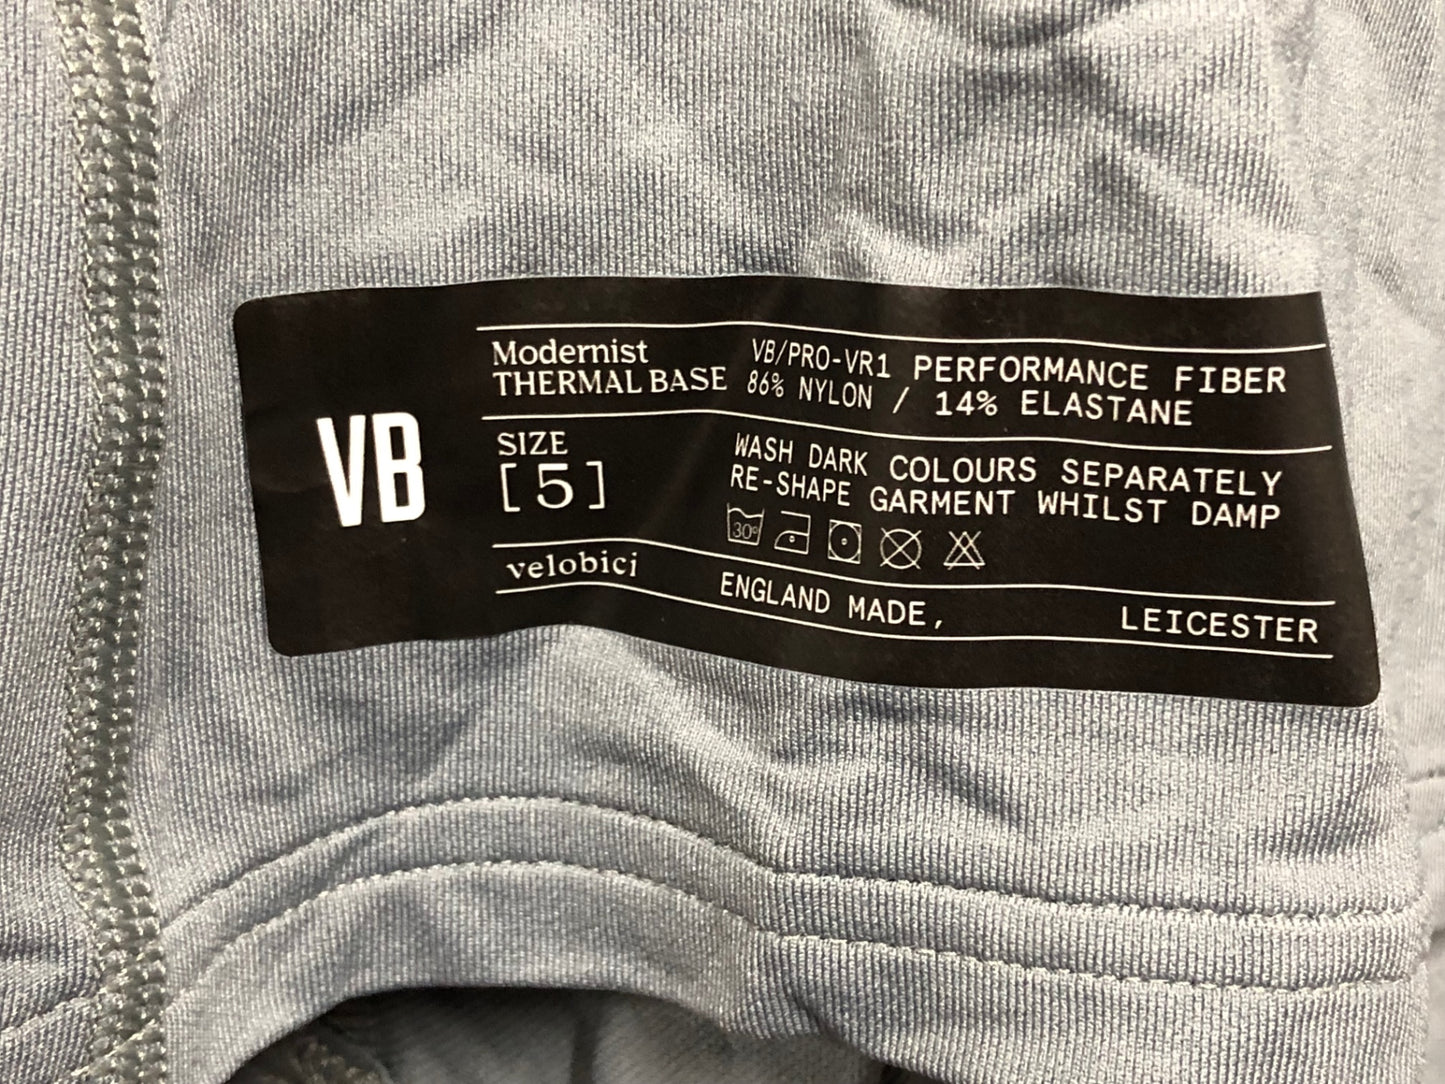 VB
Modernist
THERMAL BASE
VB/PRO-VR1 PERFORMANCE FIBER
86% NYLON / 14% ELASTANE
SIZE
[5]
WASH DARK COLOURS SEPARATELY
RE-SHAPE GARMENT WHILST DAMP
30°
velobici
ENGLAND MADE, LEICESTER